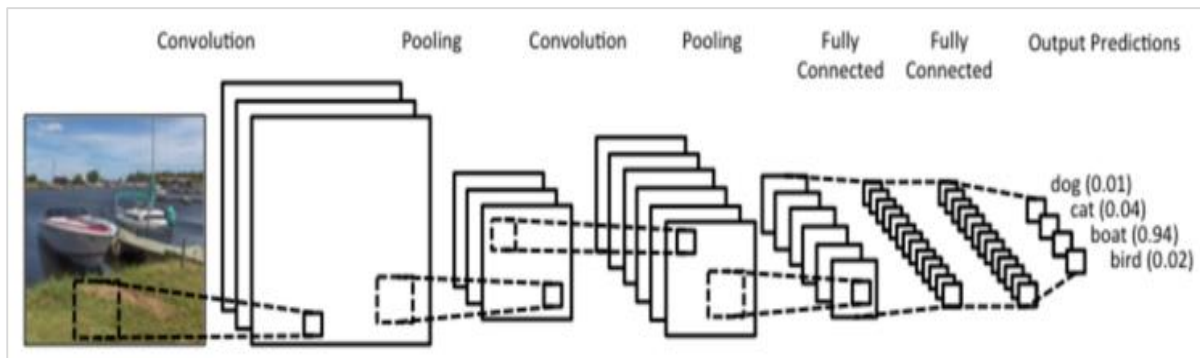 Convolution Pooling Convolution Pooling Fully Connected Fully Connected Output Predictions
dog (0.01)
cat (0.04)
boat (0.94)
bird (0.02)